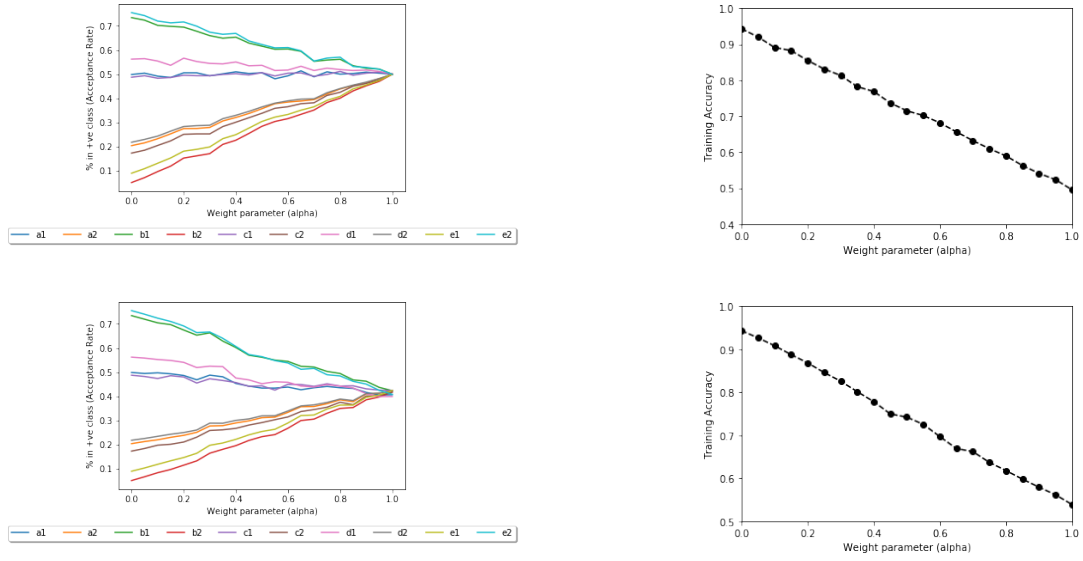 % in +ve class (Acceptance Rate)
0.7
0.6
0.5
0.4
0.3
0.2
0.1
0.0 0.2 0.4 0.6 0.8 1.0
Weight parameter (alpha)
a1 a2 b1 b2 c1 c2 d1 d2 e1 e2
Training Accuracy
1.0
0.9
0.8
0.7
0.6
0.5
0.4
0.0 0.2 0.4 0.6 0.8 1.0
Weight parameter (alpha)
% in +ve class (Acceptance Rate)
0.7
0.6
0.5
0.4
0.3
0.2
0.1
0.0 0.2 0.4 0.6 0.8 1.0
Weight parameter (alpha)
a1 a2 b1 b2 c1 c2 d1 d2 e1 e2
Training Accuracy
1.0
0.9
0.8
0.7
0.6
0.5
0.0 0.2 0.4 0.6 0.8 1.0
Weight parameter (alpha)